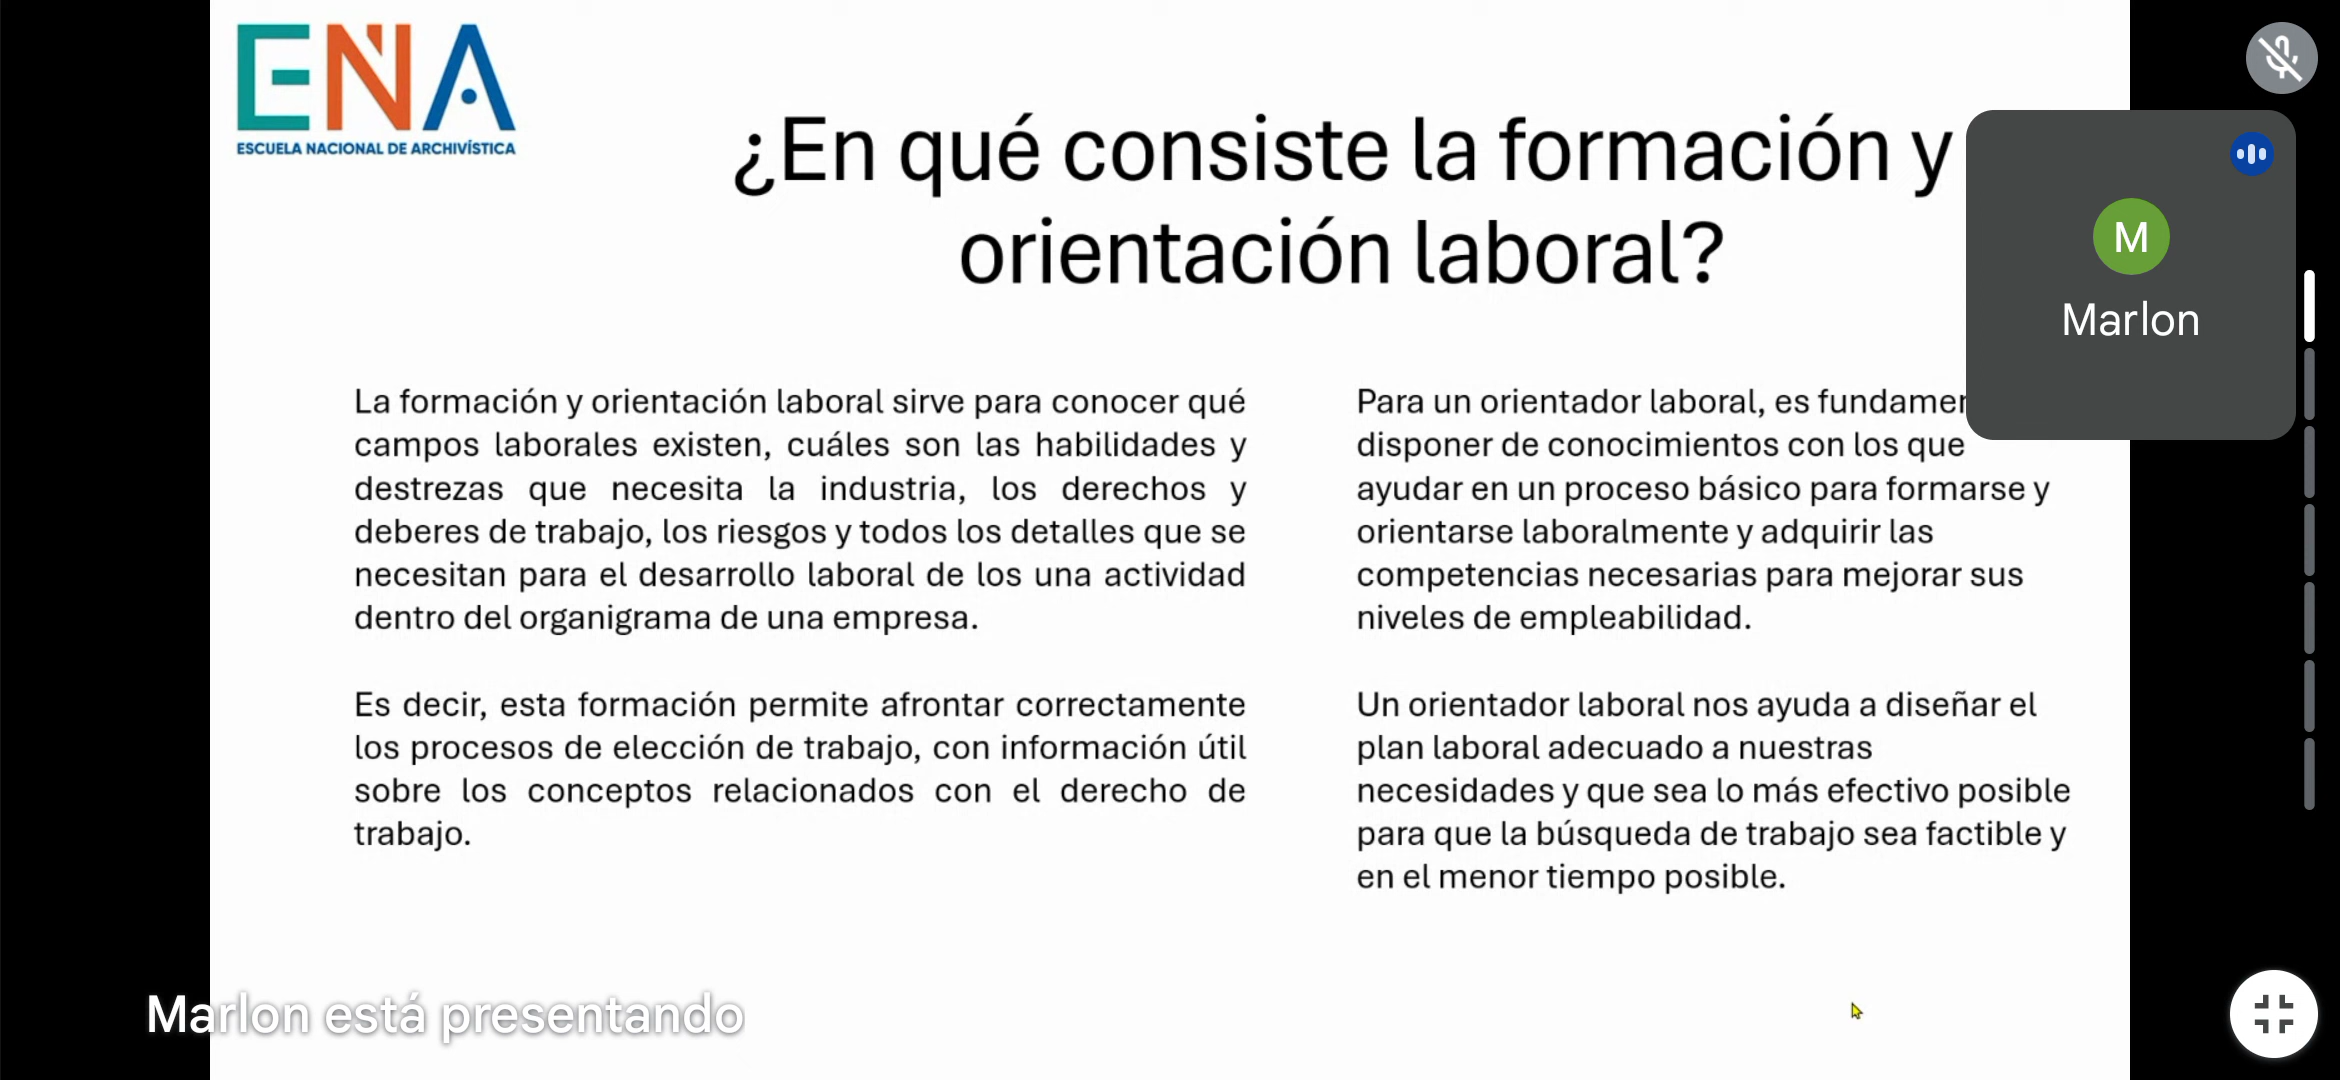 ENA
ESCUELA NACIONAL DE ARCHIVÍSTICA
¿En qué consiste la formación y
orientación laboral?
M
Marlon
La formación y orientación laboral sirve para conocer qué
campos laborales existen, cuáles son las habilidades y
destrezas que necesita la industria, los derechos y
deberes de trabajo, los riesgos y todos los detalles que se
necesitan para el desarrollo laboral de los una actividad
dentro del organigrama de una empresa.
Es decir, esta formación permite afrontar correctamente
los procesos de elección de trabajo, con información útil
sobre los conceptos relacionados con el derecho de
trabajo.
Para un orientador laboral, es
disponer de conocimientos con los que
ayudar en un proceso básico para formarse y
orientarse laboralmente y adquirir las
competencias necesarias para mejorar sus
niveles de empleabilidad.
Un orientador laboral nos ayuda a diseñar el
plan laboral adecuado a nuestras
necesidades y que sea lo más efectivo posible
para que la búsqueda de trabajo sea factible y
en el menor tiempo posible.
Marlon está presentando